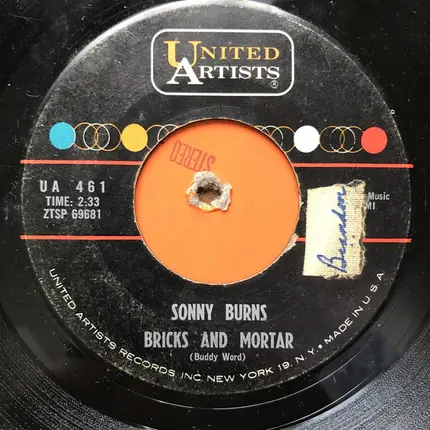 UNITED
ARTISTS
®
STEREO
UA 461
TIME: 2:33
ZTSP 69681
Music
MI
Brandon
SONNY BURNS
BRICKS AND MORTAR
(Buddy Word)
UNITED ARTISTS RECORDS INC. NEW YORK 19, N.Y. • MADE IN U.S.A.